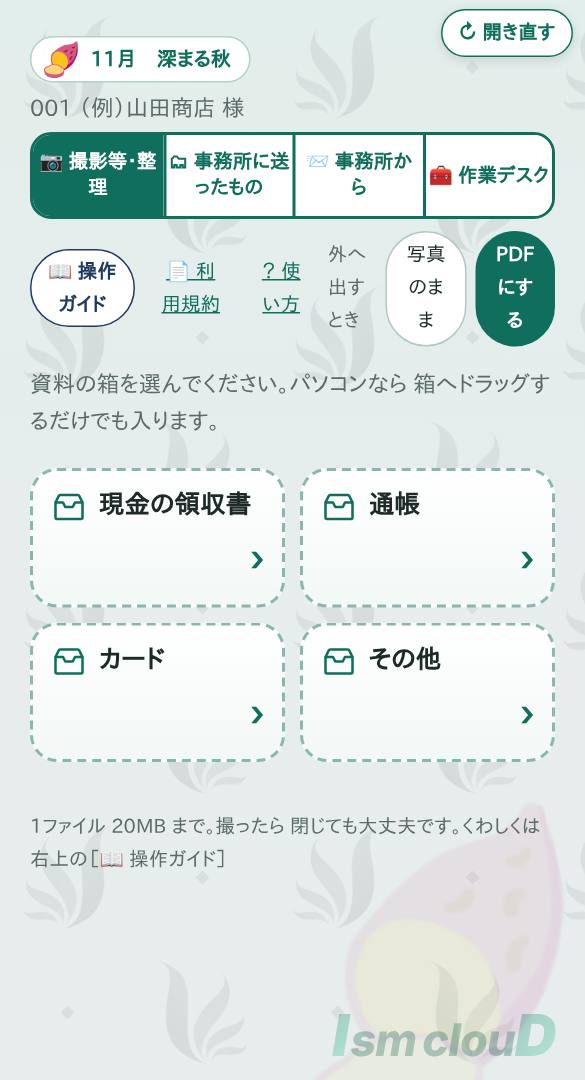 開き直す
11月 深まる秋
001 (例)山田商店 様
撮影等・整
理
事務所に送
ったもの
事務所か
ら
作業デスク
操作
ガイド
利
用規約
? 使
い方
外へ
出す
とき
写真
のま
ま
PDF
にす
る
資料の箱を選んでください。パソコンなら 箱へドラッグす
るだけでも入ります。
現金の領収書
通帳
カード
その他
1ファイル 20MB まで。撮ったら 閉じても大丈夫です。くわしくは
右上の[📖 操作ガイド]
Ism clouD